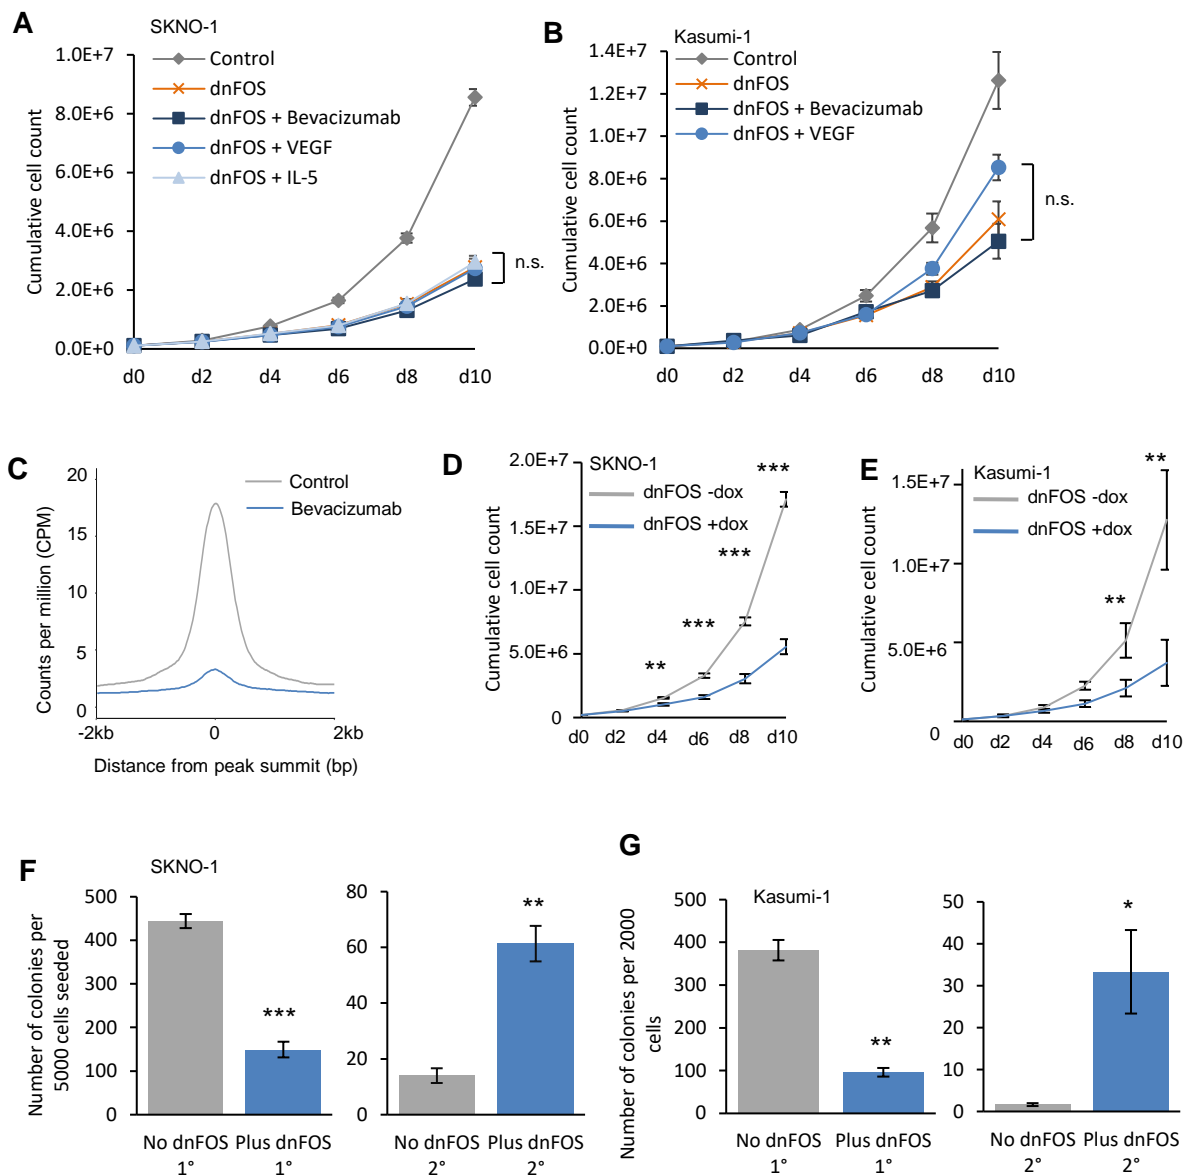 A
SKNO-1
Cumulative cell count
1.0E+7
8.0E+6
6.0E+6
4.0E+6
2.0E+6
0.0E+0
Control
dnFOS
dnFOS + Bevacizumab
dnFOS + VEGF
dnFOS + IL-5
n.s.
d0 d2 d4 d6 d8 d10
B
Kasumi-1
Cumulative cell count
1.4E+7
1.2E+7
1.0E+7
8.0E+6
6.0E+6
4.0E+6
2.0E+6
0.0E+0
Control
dnFOS
dnFOS + Bevacizumab
dnFOS + VEGF
n.s.
d0 d2 d4 d6 d8 d10
C
Counts per million (CPM)
20
15
10
5
0
Control
Bevacizumab
-2kb 0 2kb
Distance from peak summit (bp)
D
SKNO-1
Cumulative cell count
2.0E+7
1.5E+7
1.0E+7
5.0E+6
0
dnFOS -dox
dnFOS +dox
**
***
***
***
d0 d2 d4 d6 d8 d10
E
Kasumi-1
Cumulative cell count
1.5E+7
1.0E+7
5.0E+6
0
dnFOS -dox
dnFOS +dox
**
**
d0 d2 d4 d6 d8 d10
F
SKNO-1
Number of colonies per
5000 cells seeded
500
400
300
200
100
0
***
No dnFOS Plus dnFOS
1° 1°
80
60
40
20
0
**
No dnFOS Plus dnFOS
2° 2°
G
Kasumi-1
Number of colonies per 2000
cells
500
400
300
200
100
0
**
No dnFOS Plus dnFOS
1° 1°
50
40
30
20
10
0
*
No dnFOS Plus dnFOS
2° 2°